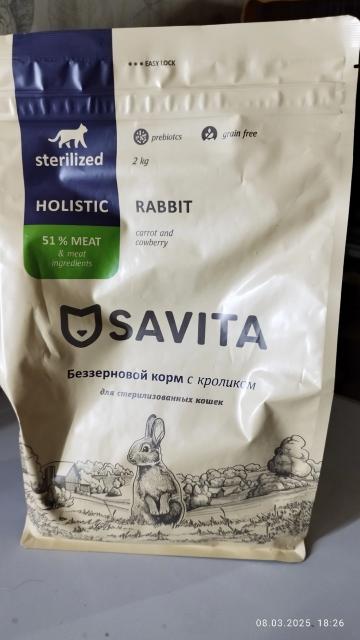 EASY LOCK
sterilized
prebiotcs
grain free
2 kg
HOLISTIC
RABBIT
51 % MEAT
& meat
ingredients
carrot and
cowberry
SAVITA
Беззерновой корм с кроликом
для стерилизованных кошек
08.03.2025 18:26